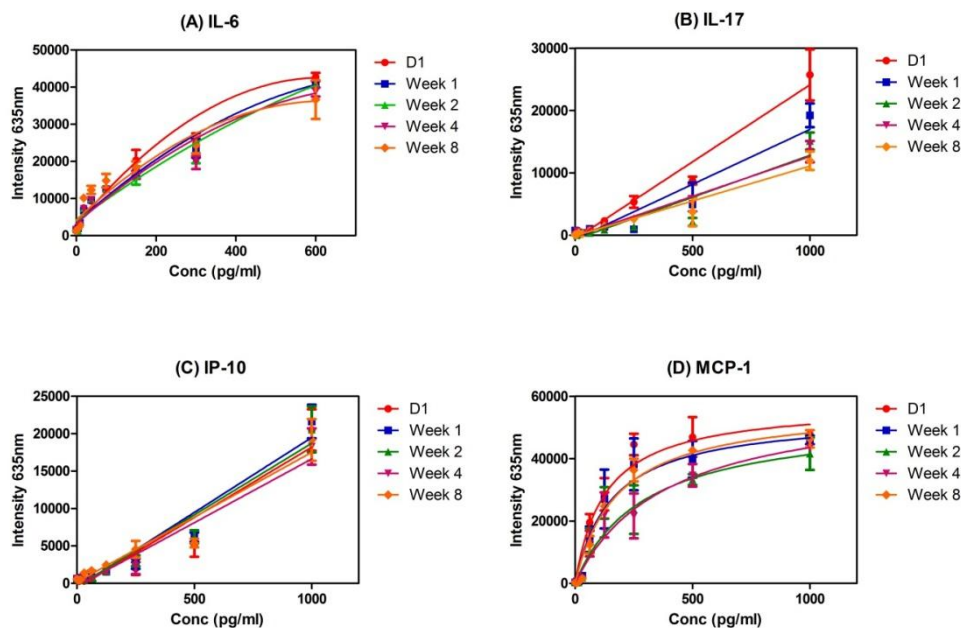 (A) IL-6
50000
40000
30000
20000
10000
0
0 200 400 600
Intensity 635nm
Conc (pg/ml)
D1
Week 1
Week 2
Week 4
Week 8
(B) IL-17
30000
20000
10000
0
0 500 1000
Intensity 635nm
Conc (pg/ml)
D1
Week 1
Week 2
Week 4
Week 8
(C) IP-10
25000
20000
15000
10000
5000
0
0 500 1000
Intensity 635nm
Conc (pg/ml)
D1
Week 1
Week 2
Week 4
Week 8
(D) MCP-1
60000
40000
20000
0
0 500 1000
Intensity 635nm
Conc (pg/ml)
D1
Week 1
Week 2
Week 4
Week 8